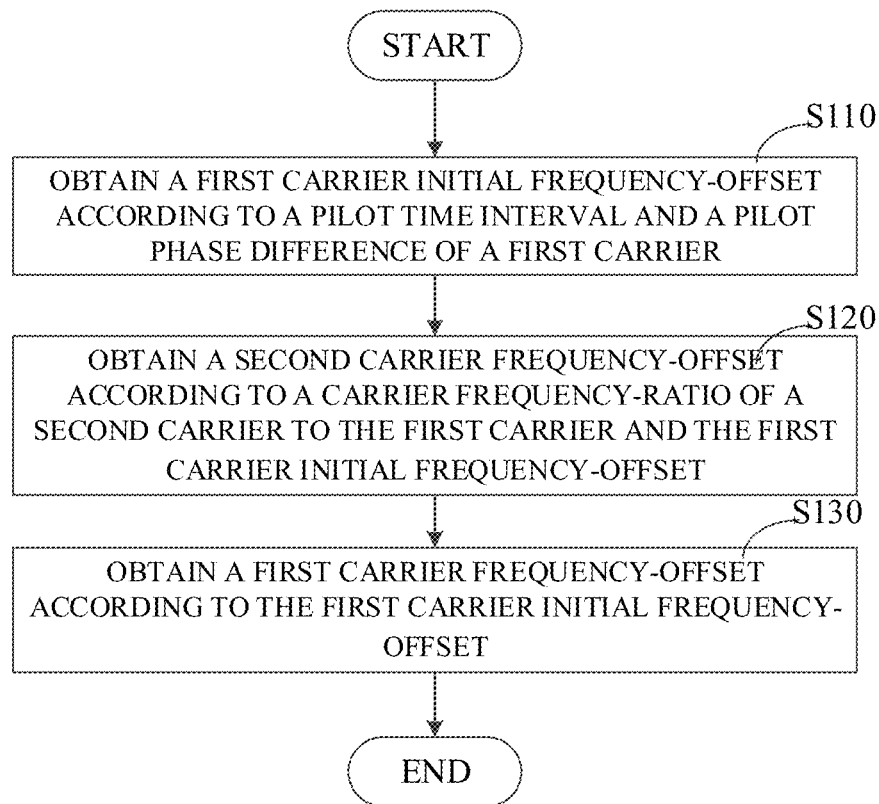 START
S110
OBTAIN A FIRST CARRIER INITIAL FREQUENCY-OFFSET
ACCORDING TO A PILOT TIME INTERVAL AND A PILOT
PHASE DIFFERENCE OF A FIRST CARRIER
S120
OBTAIN A SECOND CARRIER FREQUENCY-OFFSET
ACCORDING TO A CARRIER FREQUENCY-RATIO OF A
SECOND CARRIER TO THE FIRST CARRIER AND THE FIRST
CARRIER INITIAL FREQUENCY-OFFSET
S130
OBTAIN A FIRST CARRIER FREQUENCY-OFFSET
ACCORDING TO THE FIRST CARRIER INITIAL FREQUENCY-
OFFSET
END